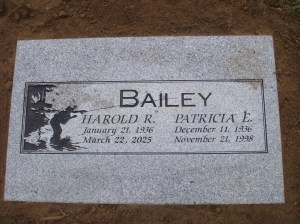 BAILEY
HAROLD R. PATRICIA E.
January 21, 1936 December 11, 1936
March 22, 2025 November 21, 1998